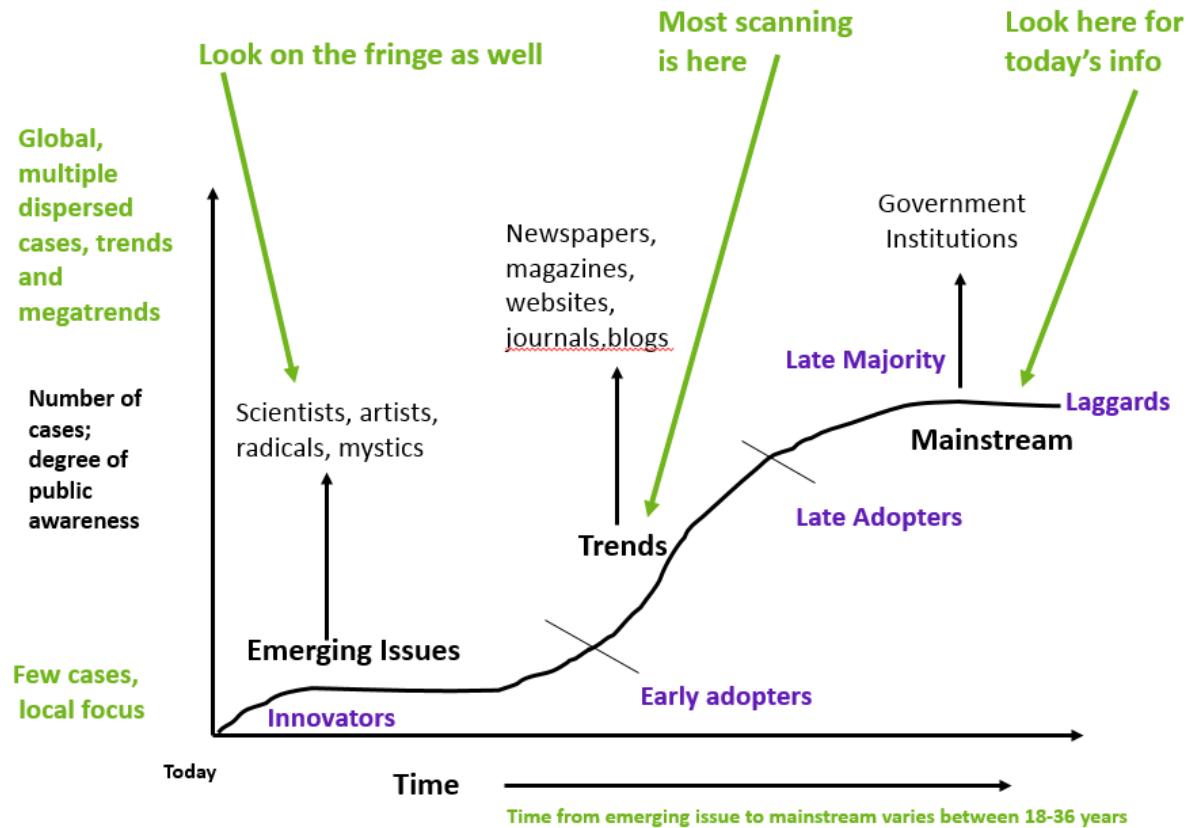 Look on the fringe as well
Most scanning
is here
Look here for
today’s info
Global,
multiple
dispersed
cases, trends
and
megatrends
Number of
cases;
degree of
public
awareness
Few cases,
local focus
Scientists, artists,
radicals, mystics
Emerging Issues
Innovators
Newspapers,
magazines,
websites,
journals,blogs
Trends
Early adopters
Government
Institutions
Late Majority
Laggards
Mainstream
Late Adopters
Today
Time
Time from emerging issue to mainstream varies between 18-36 years